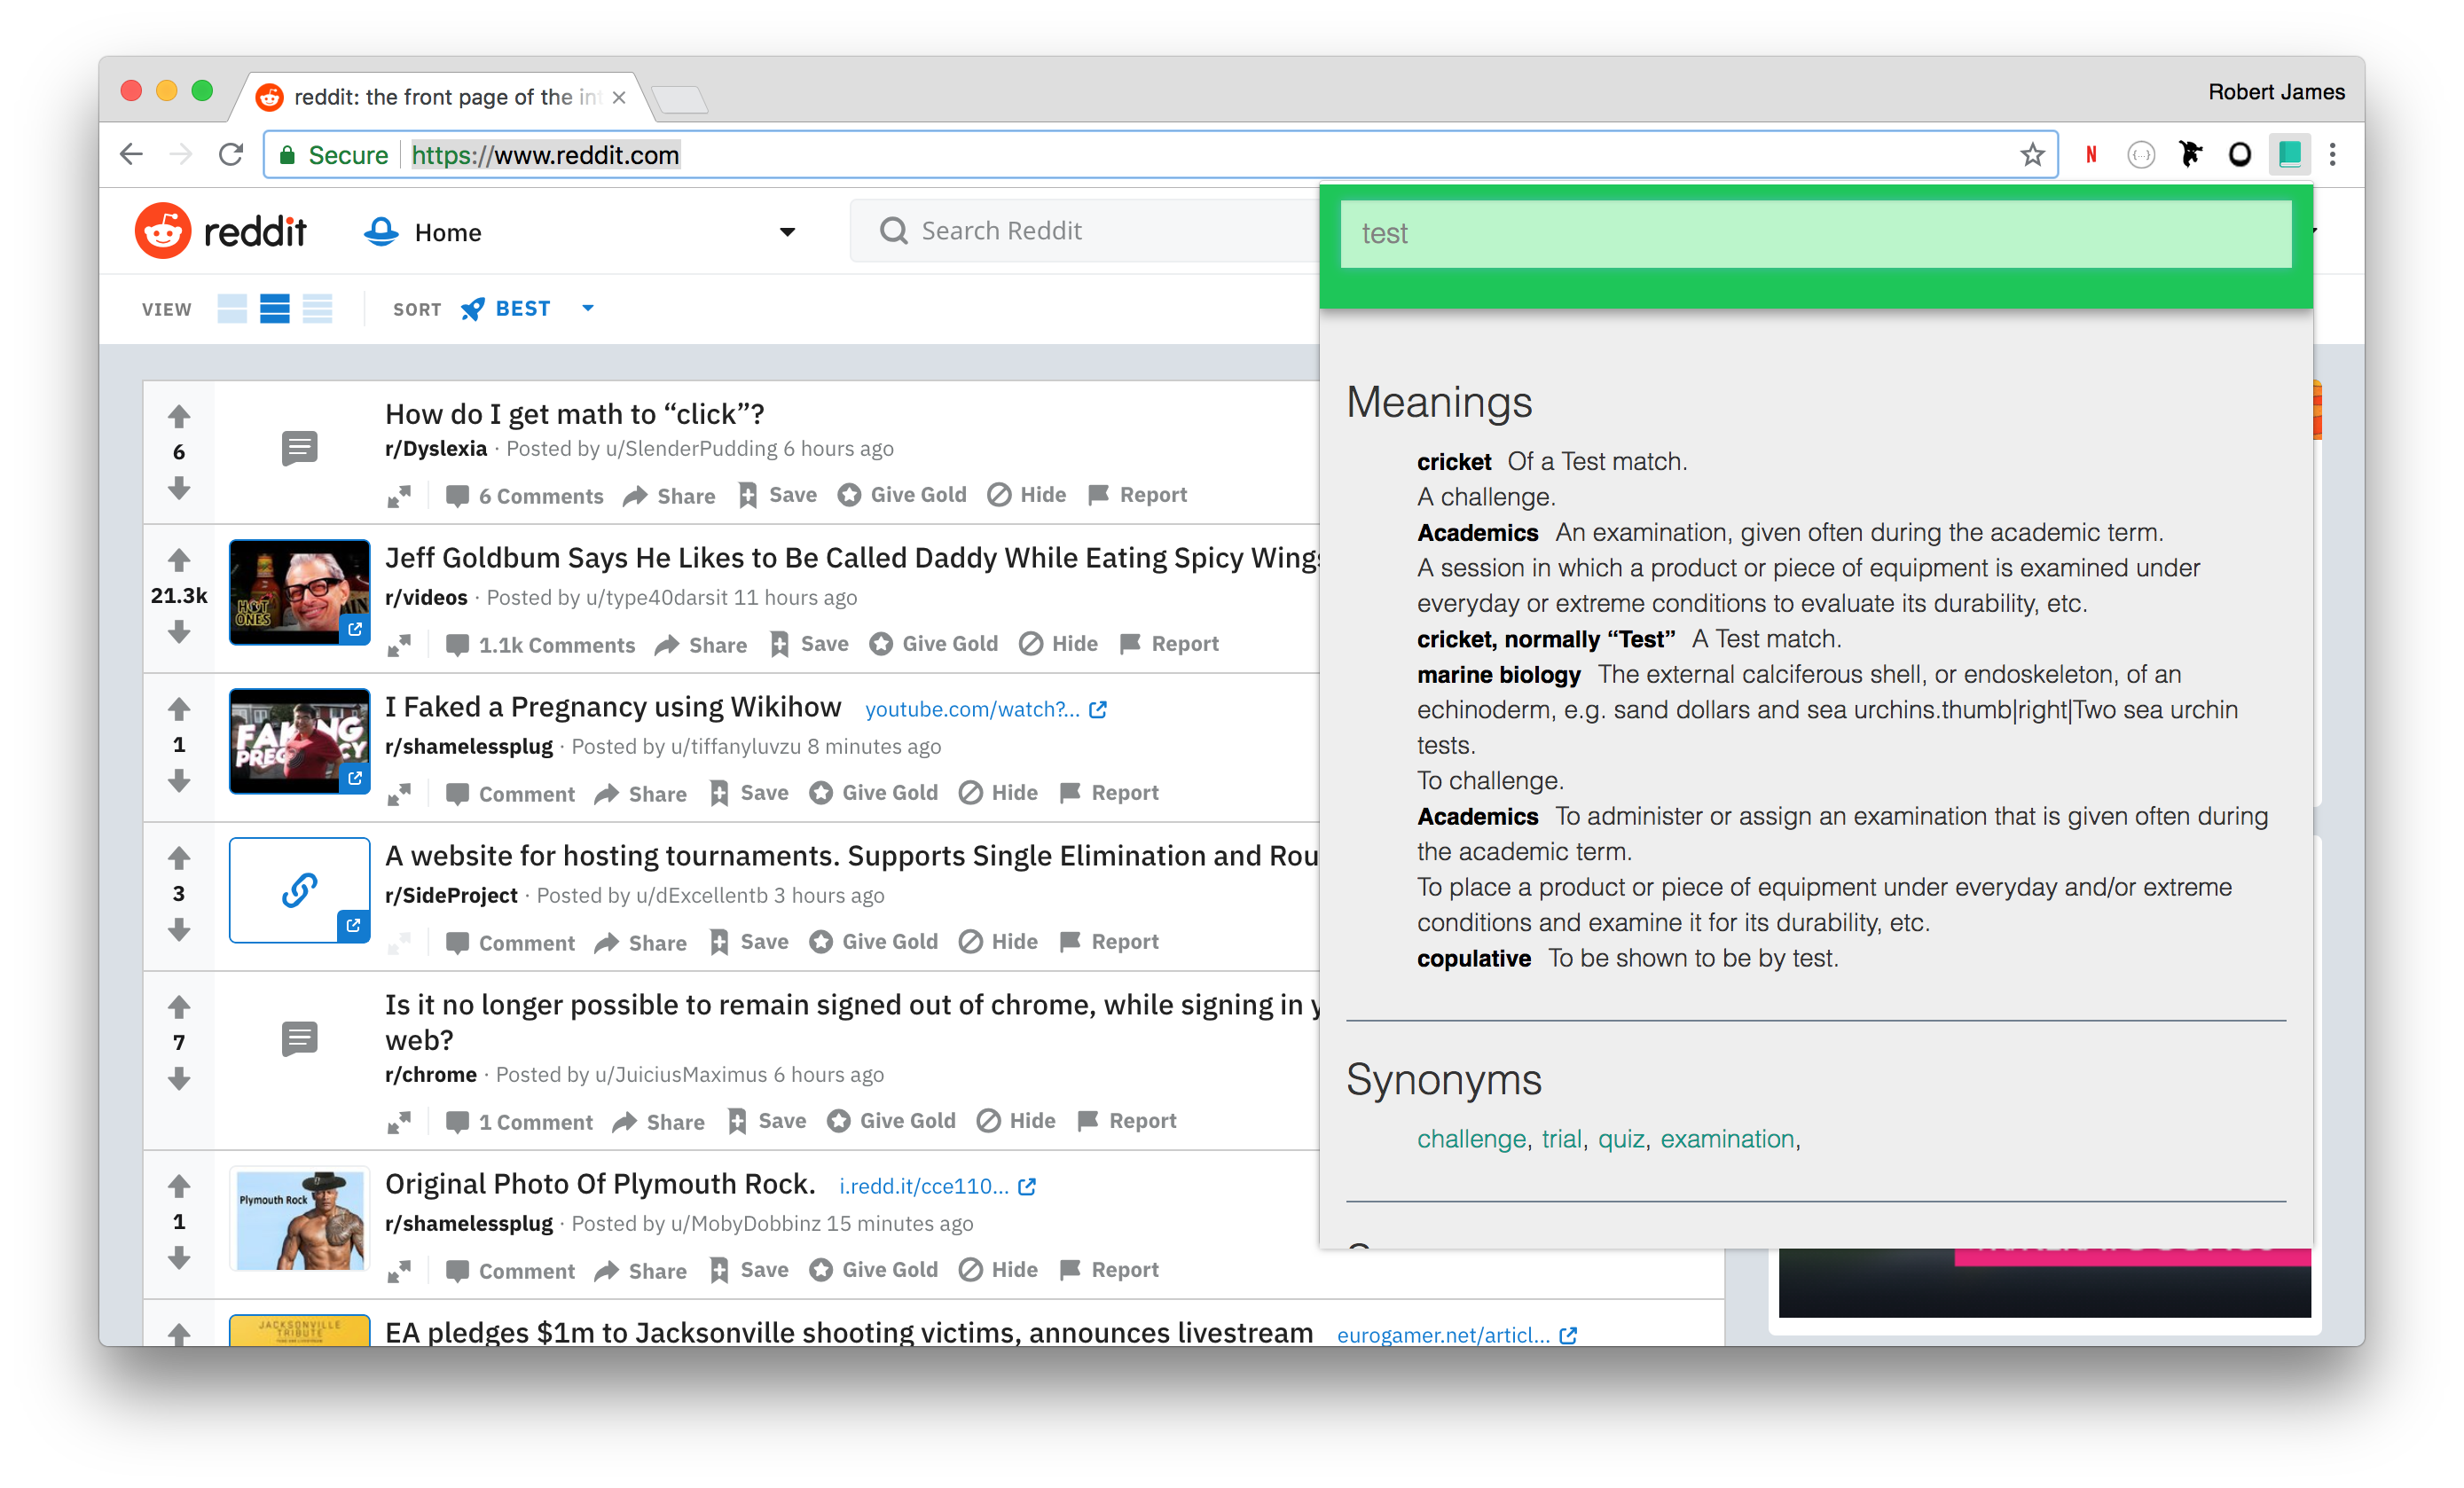 reddit: the front page of the int
Robert James
Secure
https://www.reddit.com
N
{...}
reddit
Home
Search Reddit
VIEW
SORT
BEST
6
How do I get math to “click”?
r/Dyslexia · Posted by u/SlenderPudding 6 hours ago
6 Comments Share Save Give Gold Hide Report
21.3k
HOT ONES
Jeff Goldbum Says He Likes to Be Called Daddy While Eating Spicy Wings
r/videos · Posted by u/type40darsit 11 hours ago
1.1k Comments Share Save Give Gold Hide Report
1
FAKING
PREGNANCY
I Faked a Pregnancy using Wikihow youtube.com/watch?...
r/shamelessplug · Posted by u/tiffanyluvzu 8 minutes ago
Comment Share Save Give Gold Hide Report
3
A website for hosting tournaments. Supports Single Elimination and Rou
r/SideProject · Posted by u/dExcellentb 3 hours ago
Comment Share Save Give Gold Hide Report
7
Is it no longer possible to remain signed out of chrome, while signing in y
web?
r/chrome · Posted by u/JuiciusMaximus 6 hours ago
1 Comment Share Save Give Gold Hide Report
1
Plymouth Rock
Original Photo Of Plymouth Rock. i.redd.it/cce110...
r/shamelessplug · Posted by u/MobyDobbinz 15 minutes ago
Comment Share Save Give Gold Hide Report
JACKSONVILLE
TRIBUTE
EA pledges $1m to Jacksonville shooting victims, announces livestream eurogamer.net/articl...
test
Meanings
cricket Of a Test match.
A challenge.
Academics An examination, given often during the academic term.
A session in which a product or piece of equipment is examined under
everyday or extreme conditions to evaluate its durability, etc.
cricket, normally “Test” A Test match.
marine biology The external calciferous shell, or endoskeleton, of an
echinoderm, e.g. sand dollars and sea urchins.thumb|right|Two sea urchin
tests.
To challenge.
Academics To administer or assign an examination that is given often during
the academic term.
To place a product or piece of equipment under everyday and/or extreme
conditions and examine it for its durability, etc.
copulative To be shown to be by test.
Synonyms
challenge, trial, quiz, examination,